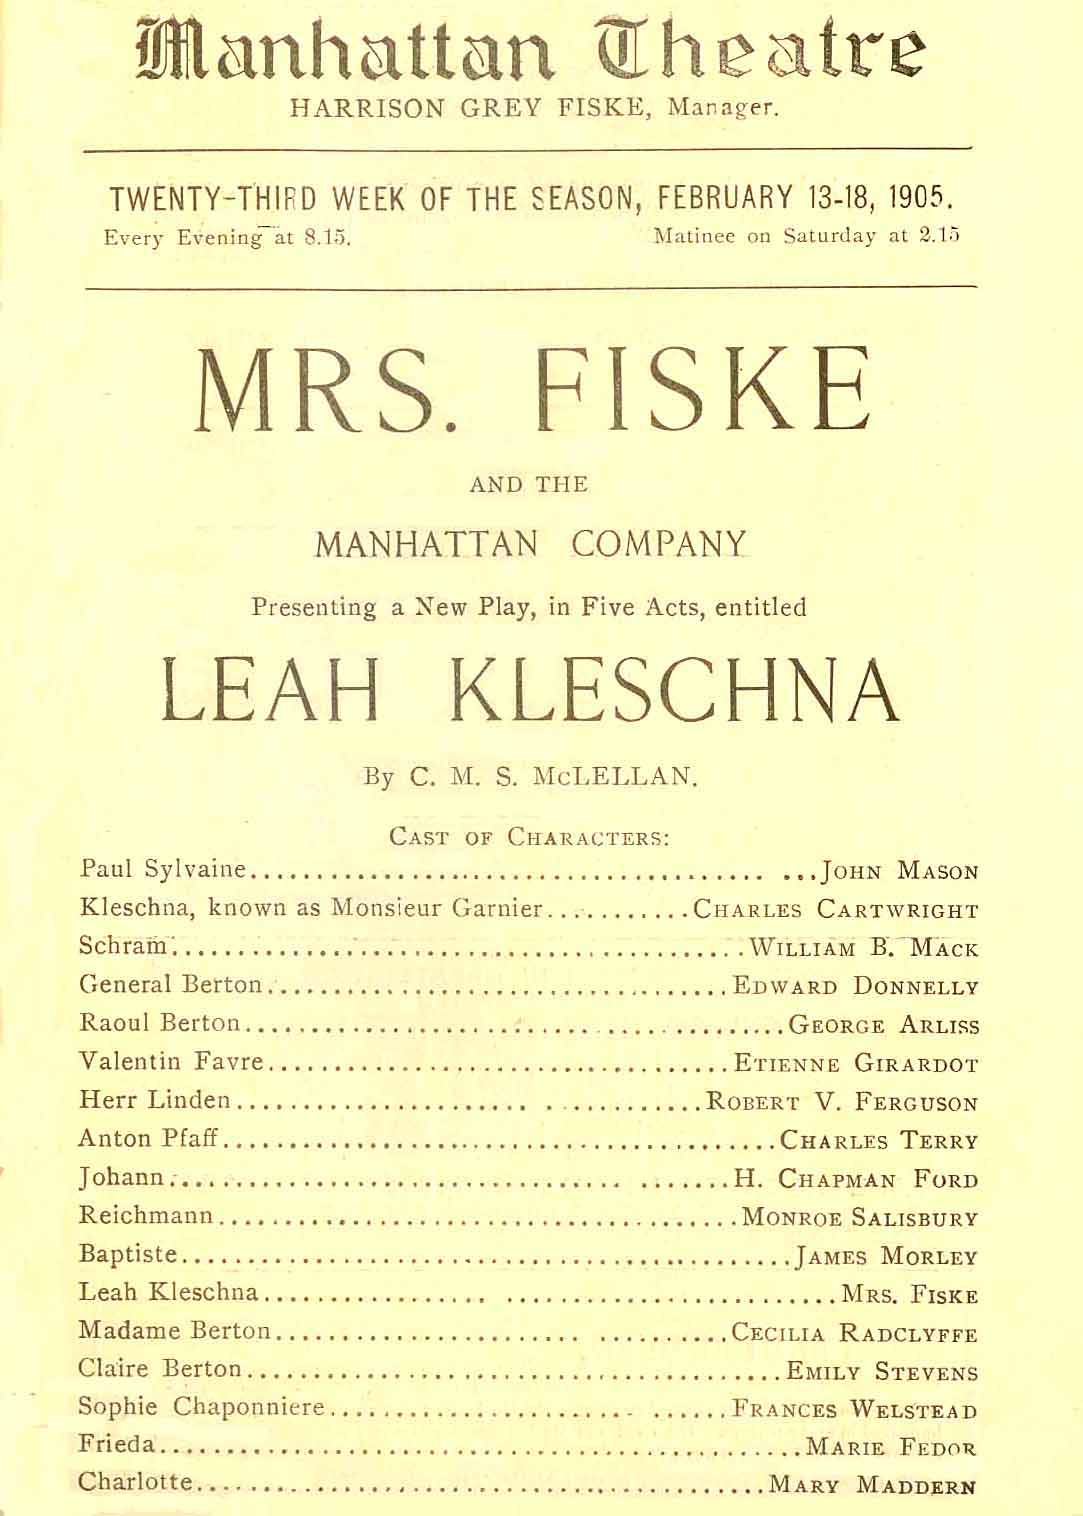 Manhattan Theatre
HARRISON GREY FISKE, Manager.
TWENTY-THIRD WEEK OF THE SEASON, FEBRUARY 13-18, 1905.
Every Evening at 8.15. Matinee on Saturday at 2.15
MRS. FISKE
AND THE
MANHATTAN COMPANY
Presenting a New Play, in Five Acts, entitled
LEAH KLESCHNA
By C. M. S. McLELLAN.
CAST OF CHARACTERS:
Paul Sylvaine........................................JOHN MASON
Kleschna, known as Monsieur Garnier...........CHARLES CARTWRIGHT
Schram...........................................WILLIAM B. MACK
General Berton..................................EDWARD DONNELLY
Raoul Berton........................................GEORGE ARLISS
Valentin Favre..................................ETIENNE GIRARDOT
Herr Linden..................................ROBERT V. FERGUSON
Anton Pfaff.........................................CHARLES TERRY
Johann.........................................H. CHAPMAN FORD
Reichmann.......................................MONROE SALISBURY
Baptiste.............................................JAMES MORLEY
Leah Kleschna..........................................MRS. FISKE
Madame Berton.................................CECILIA RADCLYFFE
Claire Berton.......................................EMILY STEVENS
Sophie Chaponniere.............................FRANCES WELSTEAD
Frieda...............................................MARIE FEDOR
Charlotte..........................................MARY MADDERN